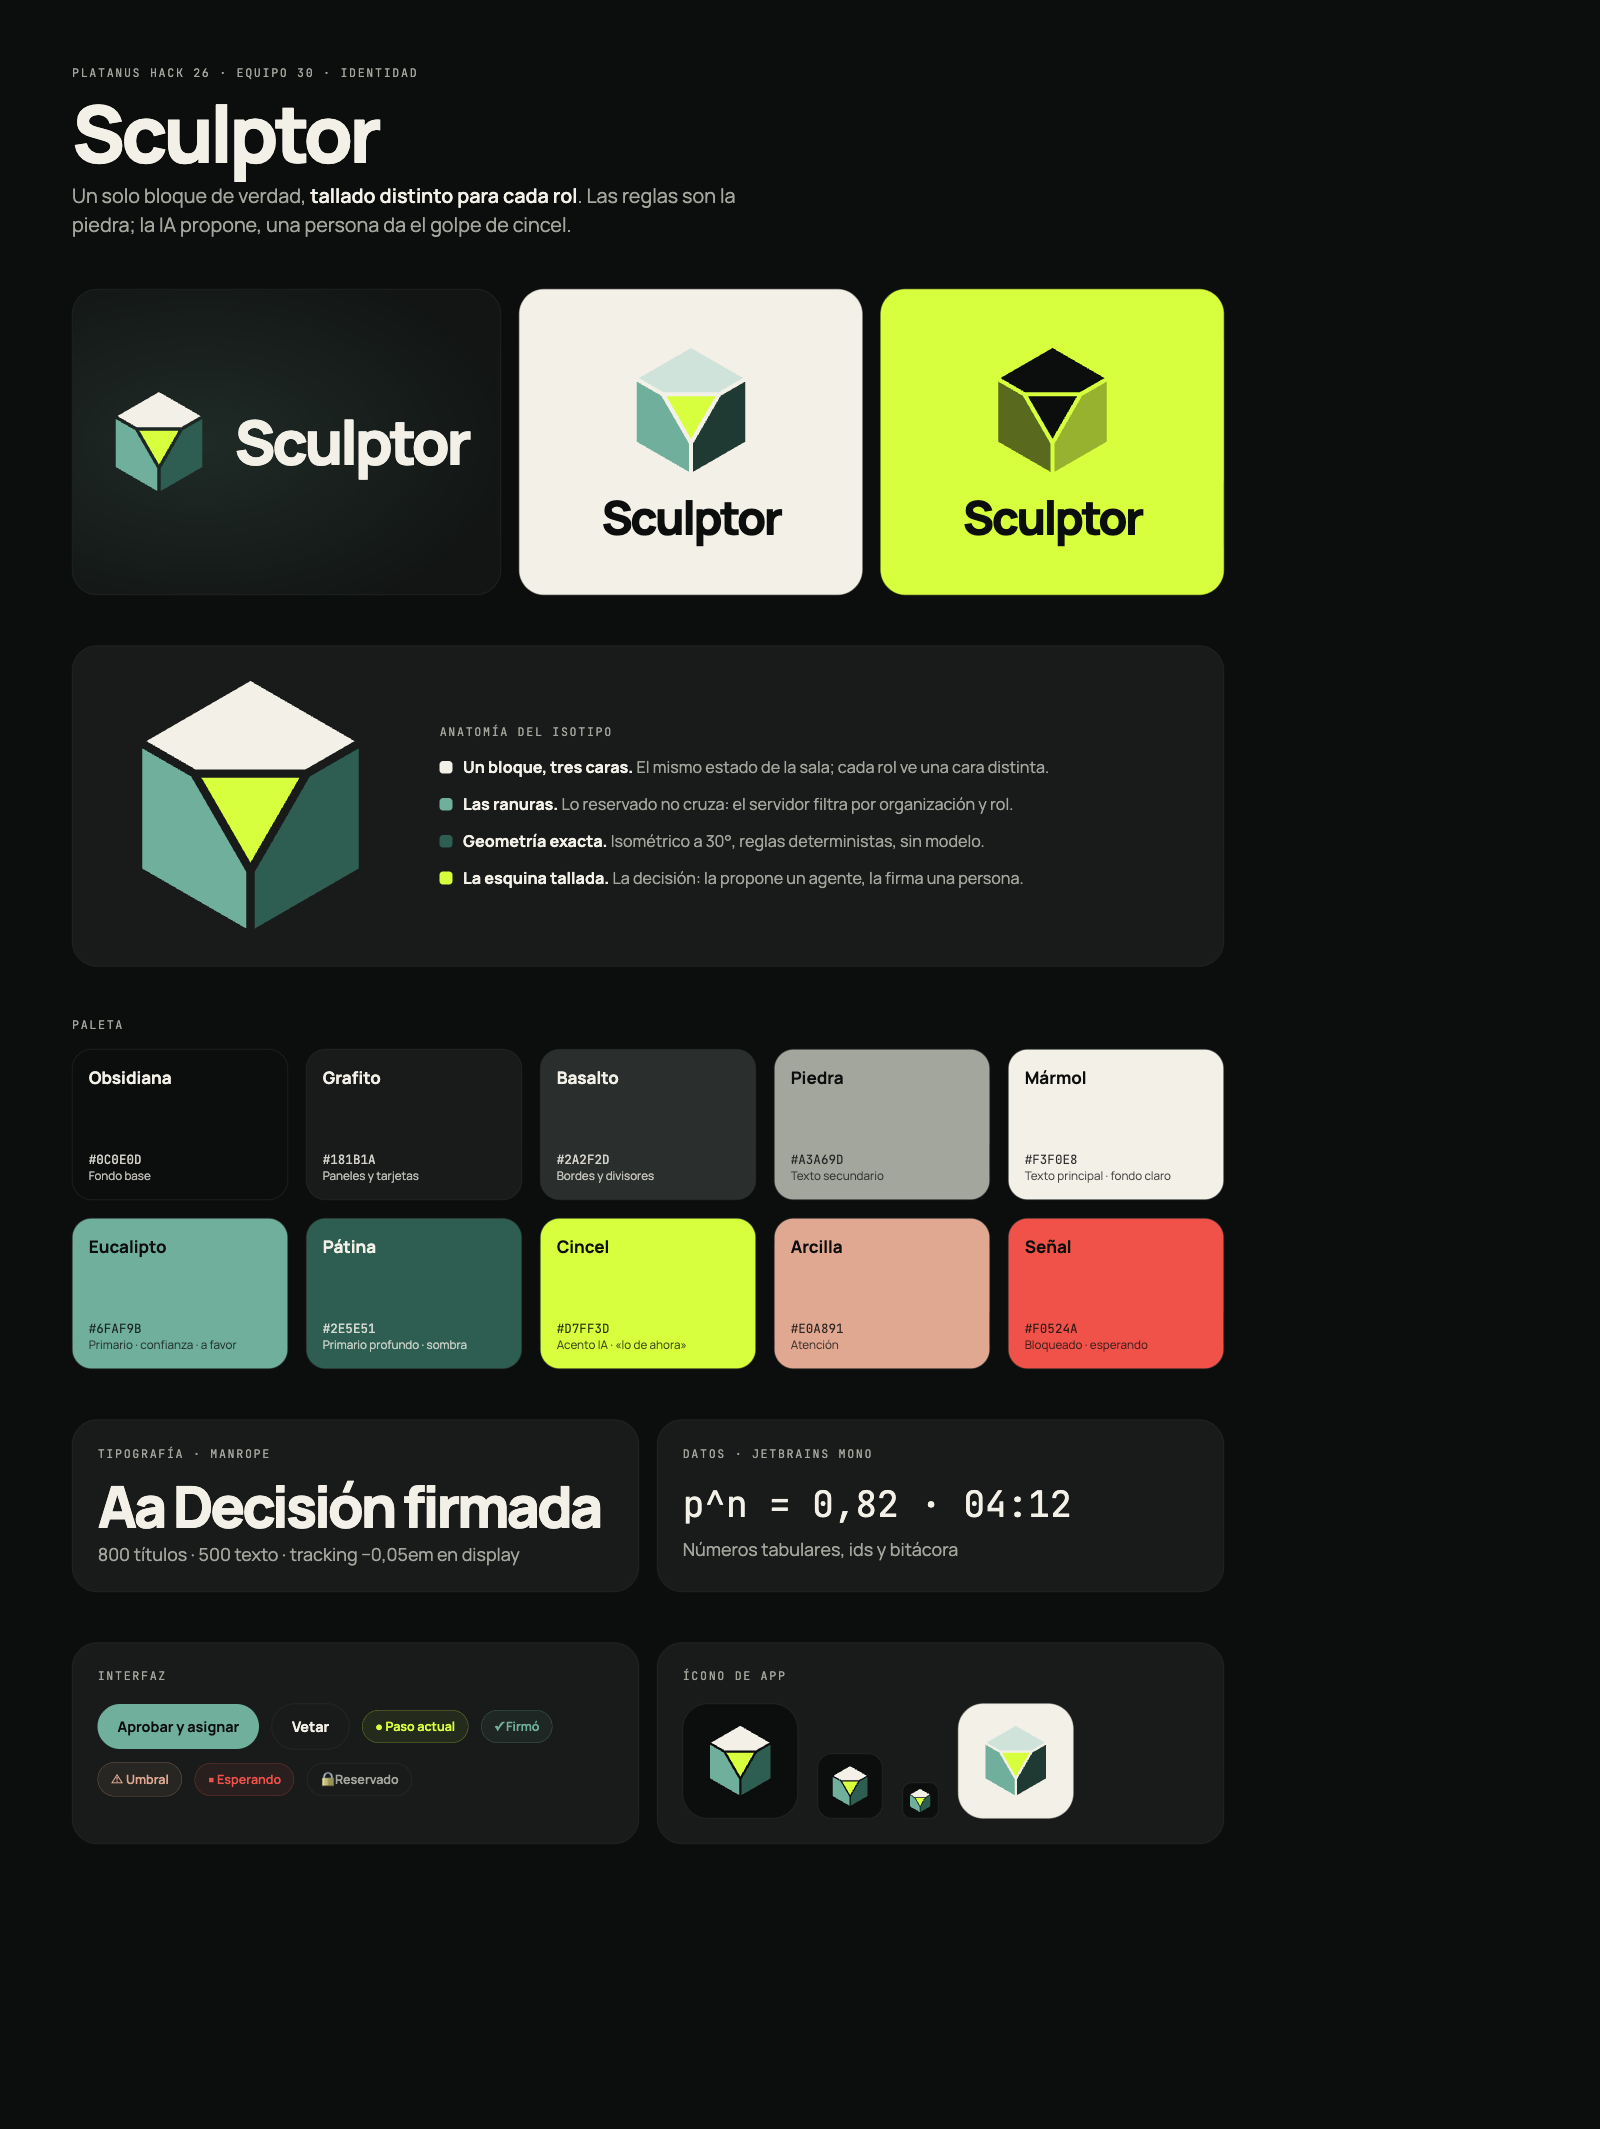 PLATANUS HACK 26 · EQUIPO 30 · IDENTIDAD
Sculptor
Un solo bloque de verdad, tallado distinto para cada rol. Las reglas son la
piedra; la IA propone, una persona da el golpe de cincel.
Sculptor
Sculptor
Sculptor
ANATOMÍA DEL ISOTIPO
Un bloque, tres caras. El mismo estado de la sala; cada rol ve una cara distinta.
Las ranuras. Lo reservado no cruza: el servidor filtra por organización y rol.
Geometría exacta. Isométrico a 30°, reglas deterministas, sin modelo.
La esquina tallada. La decisión: la propone un agente, la firma una persona.
PALETA
Obsidiana
#0C0E0D
Fondo base
Grafito
#181B1A
Paneles y tarjetas
Basalto
#2A2F2D
Bordes y divisores
Piedra
#A3A69D
Texto secundario
Mármol
#F3F0E8
Texto principal · fondo claro
Eucalipto
#6FAF9B
Primario · confianza · a favor
Pátina
#2E5E51
Primario profundo · sombra
Cincel
#D7FF3D
Acento IA · «lo de ahora»
Arcilla
#E0A891
Atención
Señal
#F0524A
Bloqueado · esperando
TIPOGRAFÍA · MANROPE
Aa Decisión firmada
800 títulos · 500 texto · tracking −0,05em en display
DATOS · JETBRAINS MONO
p^n = 0,82 · 04:12
Números tabulares, ids y bitácora
INTERFAZ
Aprobar y asignar
Vetar
● Paso actual
✓ Firmó
⚠ Umbral
▪ Esperando
🔒 Reservado
ÍCONO DE APP